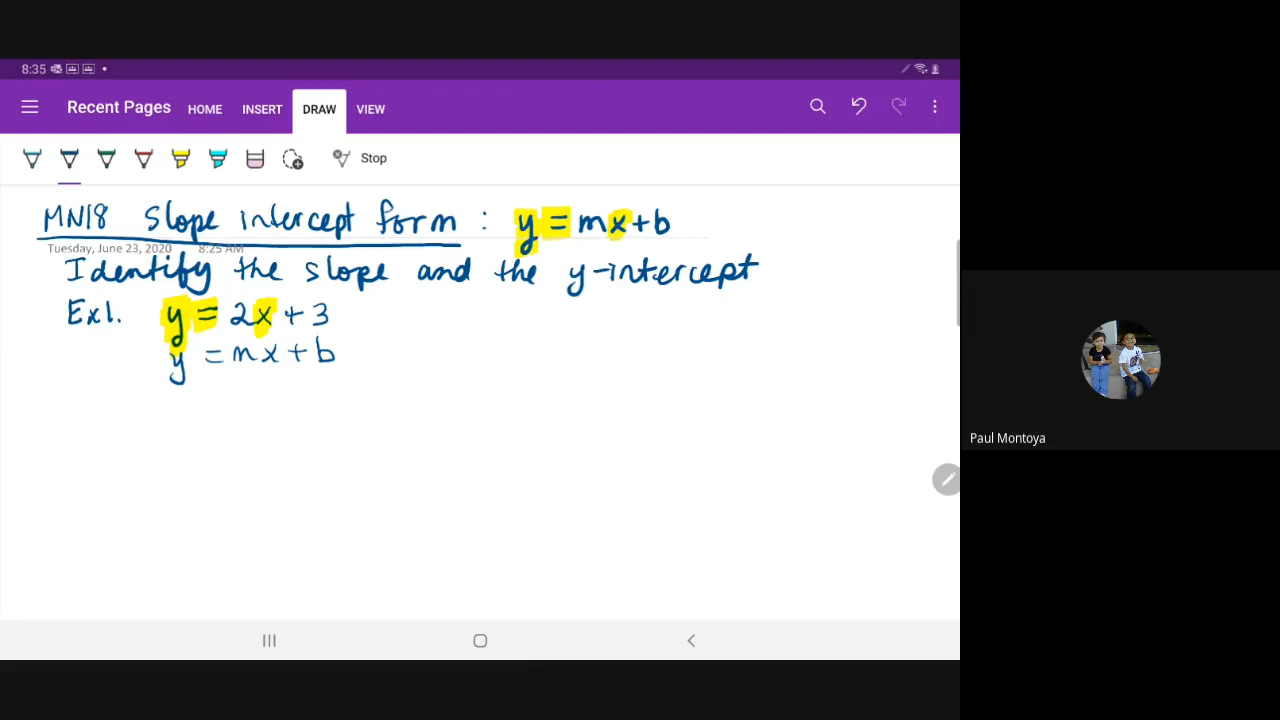 8:35
Recent Pages HOME INSERT DRAW VIEW
Stop
MN18 Slope intercept form : y = mx + b
Tuesday, June 23, 2020 8:25 AM
Identify the slope and the y-intercept
Ex1. y = 2x + 3
y = mx + b
Paul Montoya